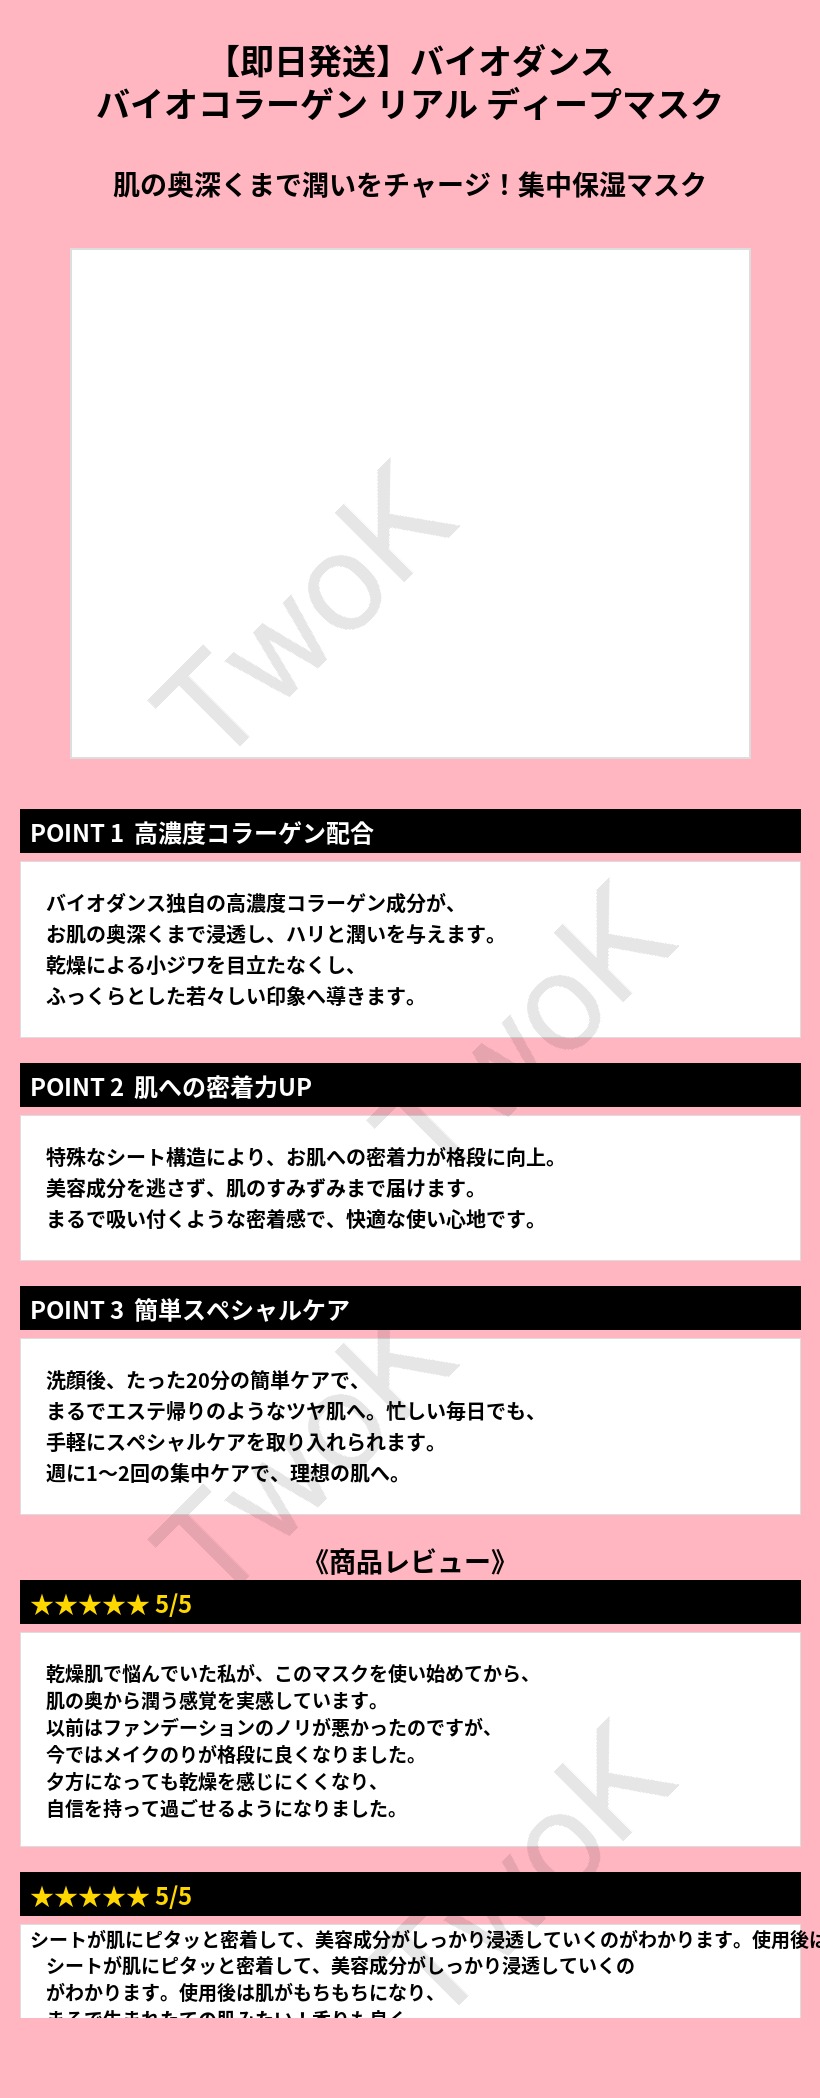 【即日発送】バイオダンス
バイオコラーゲン リアル ディープマスク
肌の奥深くまで潤いをチャージ！集中保湿マスク
TwoK
POINT 1 高濃度コラーゲン配合
バイオダンス独自の高濃度コラーゲン成分が、
お肌の奥深くまで浸透し、ハリと潤いを与えます。
乾燥による小ジワを目立たなくし、
ふっくらとした若々しい印象へ導きます。
TwoK
POINT 2 肌への密着力UP
特殊なシート構造により、お肌への密着力が格段に向上。
美容成分を逃さず、肌のすみずみまで届けます。
まるで吸い付くような密着感で、快適な使い心地です。
POINT 3 簡単スペシャルケア
洗顔後、たった20分の簡単ケアで、
まるでエステ帰りのようなツヤ肌へ。忙しい毎日でも、
手軽にスペシャルケアを取り入れられます。
週に1〜2回の集中ケアで、理想の肌へ。
TwoK
《商品レビュー》
★★★★★ 5/5
乾燥肌で悩んでいた私が、このマスクを使い始めてから、
肌の奥から潤う感覚を実感しています。
以前はファンデーションのノリが悪かったのですが、
今ではメイクのりが格段に良くなりました。
夕方になっても乾燥を感じにくくなり、
自信を持って過ごせるようになりました。
TwoK
★★★★★ 5/5
シートが肌にピタッと密着して、美容成分がしっかり浸透していくのがわかります。使用後は
シートが肌にピタッと密着して、美容成分がしっかり浸透していくの
がわかります。使用後は肌がもちもちになり、
まるで生まれたての肌みたい！香りも良く、